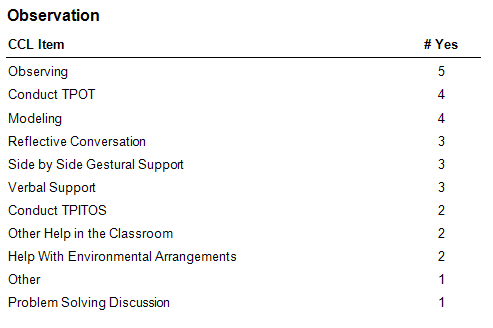 Observation
CCL Item # Yes
Observing 5
Conduct TPOT 4
Modeling 4
Reflective Conversation 3
Side by Side Gestural Support 3
Verbal Support 3
Conduct TPITOS 2
Other Help in the Classroom 2
Help With Environmental Arrangements 2
Other 1
Problem Solving Discussion 1